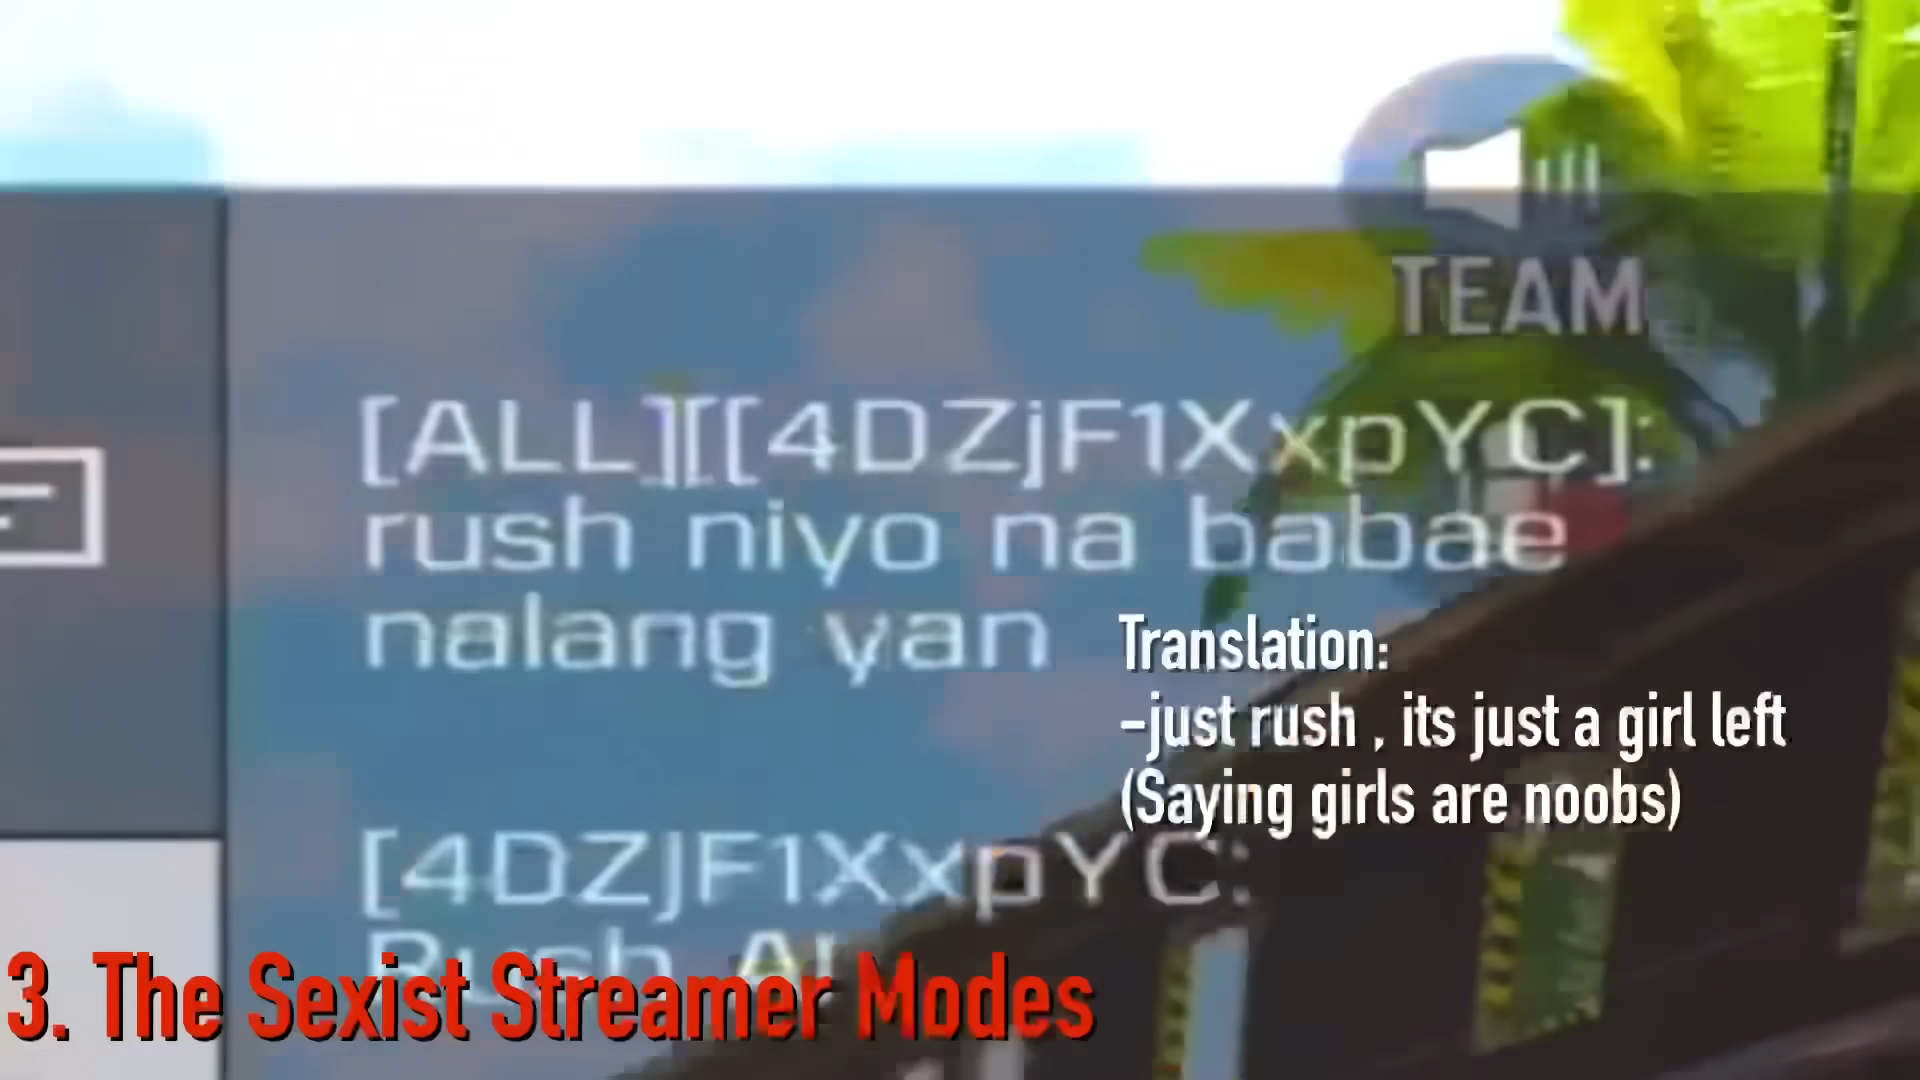 TEAM
[ALL][[4DZjF1XxpYC]:
rush niyo na babae
nalang yan
Translation:
-just rush , its just a girl left
(Saying girls are noobs)
[4DZJF1XxpYC:
Rush
3. The Sexist Streamer Modes